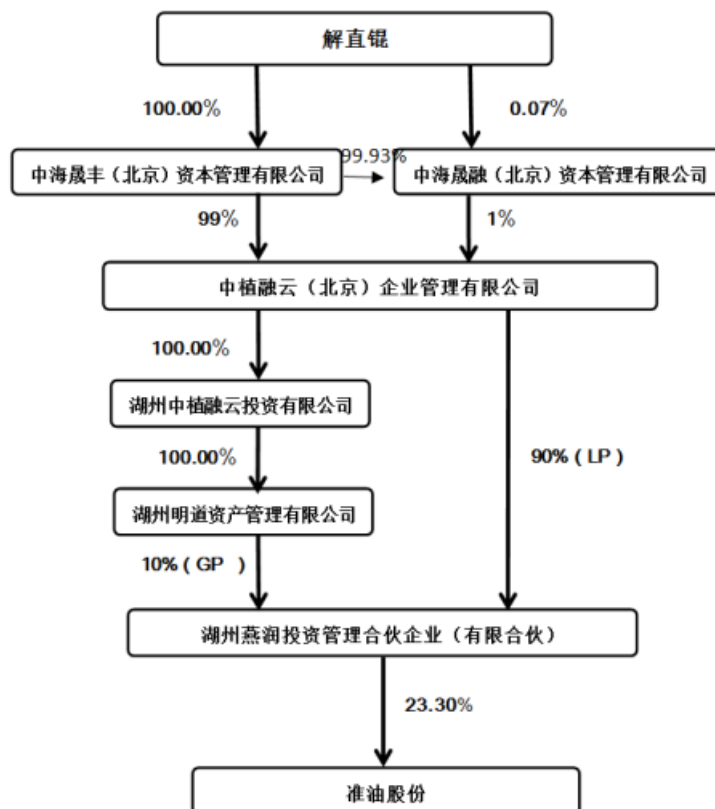 解直锟
100.00%
0.07%
中海晟丰（北京）资本管理有限公司
99.93%
中海晟融（北京）资本管理有限公司
99%
1%
中植融云（北京）企业管理有限公司
100.00%
湖州中植融云投资有限公司
100.00%
90% ( LP )
湖州明道资产管理有限公司
10% ( GP )
湖州燕润投资管理合伙企业（有限合伙）
23.30%
准油股份